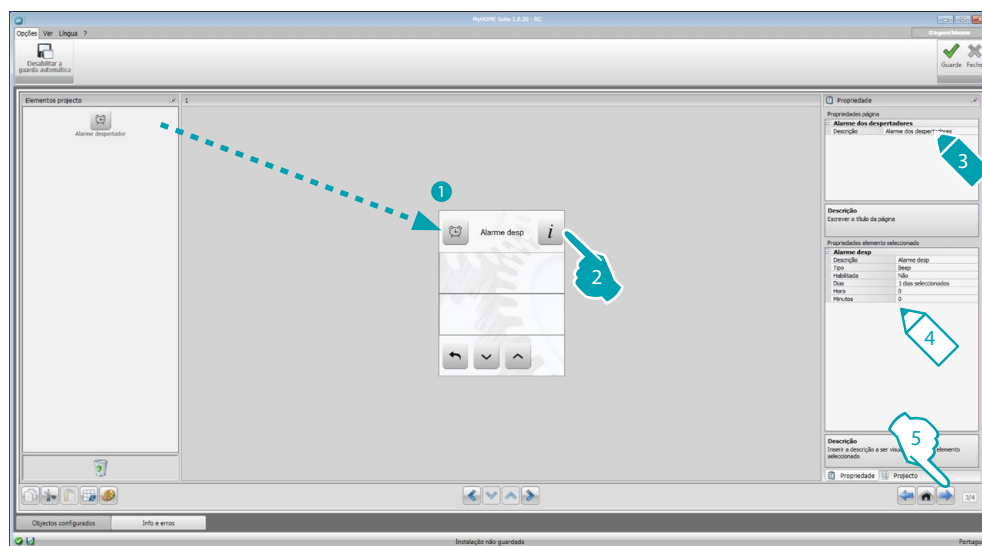 MyHOME Suite 1.0.30 - RC
Opções Ver Língua ?
Desabilitar a
guarda automática
Guarde Feche
Elementos projecto
1
Propriedade
Alarme despertador
Propriedades página
Alarme dos despertadores
Descrição Alarme dos despertadores
3
1
Descrição
Escrever o título da página
Alarme desp
i
2
Propriedades elemento seleccionado
Alarme desp
Descrição Alarme desp
Tipo Beep
Habilitada Não
Dias 1 dias seleccionados
Hora 0
Minutos 0
4
5
Descrição
Inserir a descrição a ser elemento
seleccionado
Propriedade Projecto
3/4
Objectos configurados Info e erros
Instalação não guardada